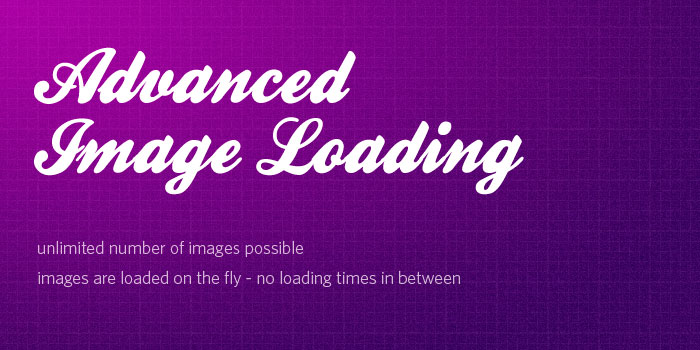 Advanced
Image Loading
unlimited number of images possible
images are loaded on the fly - no loading times in between